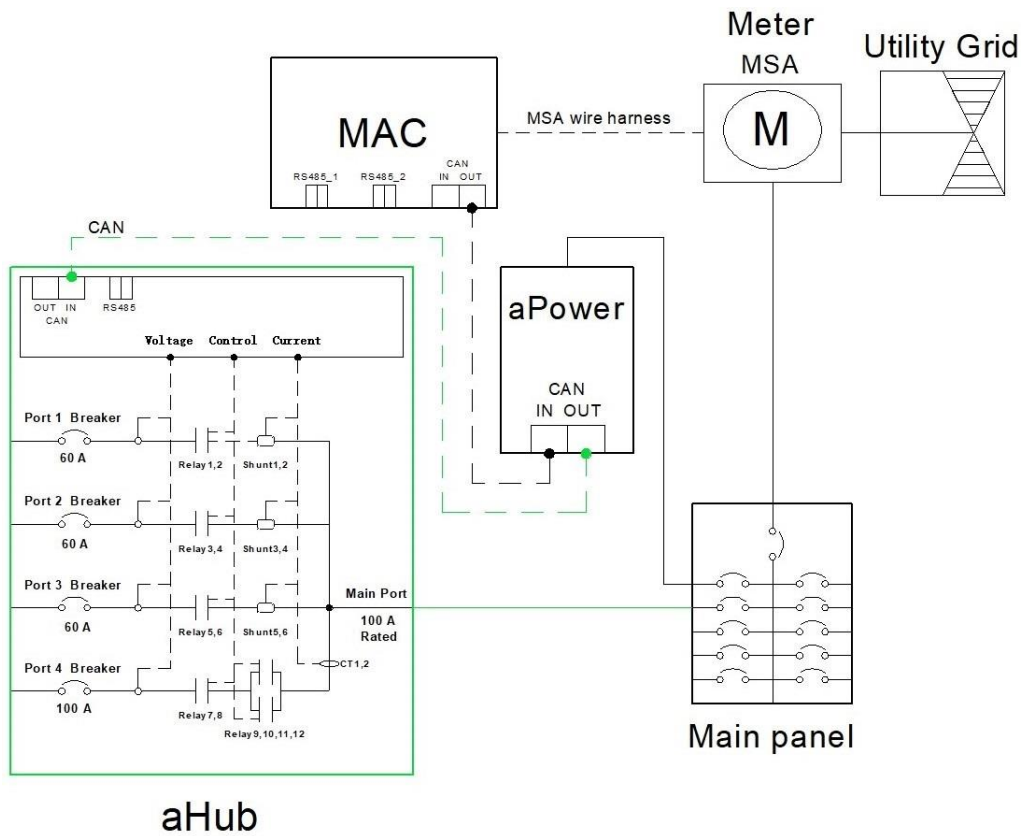 Meter
MSA
Utility Grid
MAC
MSA wire harness
M
RS485_1
RS485_2
CAN
IN OUT
CAN
aPower
CAN
IN OUT
OUT IN
CAN
RS485
Voltage Control Current
Port 1 Breaker
60 A
Relay1,2
Shunt1,2
Port 2 Breaker
60 A
Relay3,4
Shunt3,4
Port 3 Breaker
60 A
Relay5,6
Shunt5,6
Main Port
100 A
Rated
CT1,2
Port 4 Breaker
100 A
Relay7,8
Relay9,10,11,12
Main panel
aHub